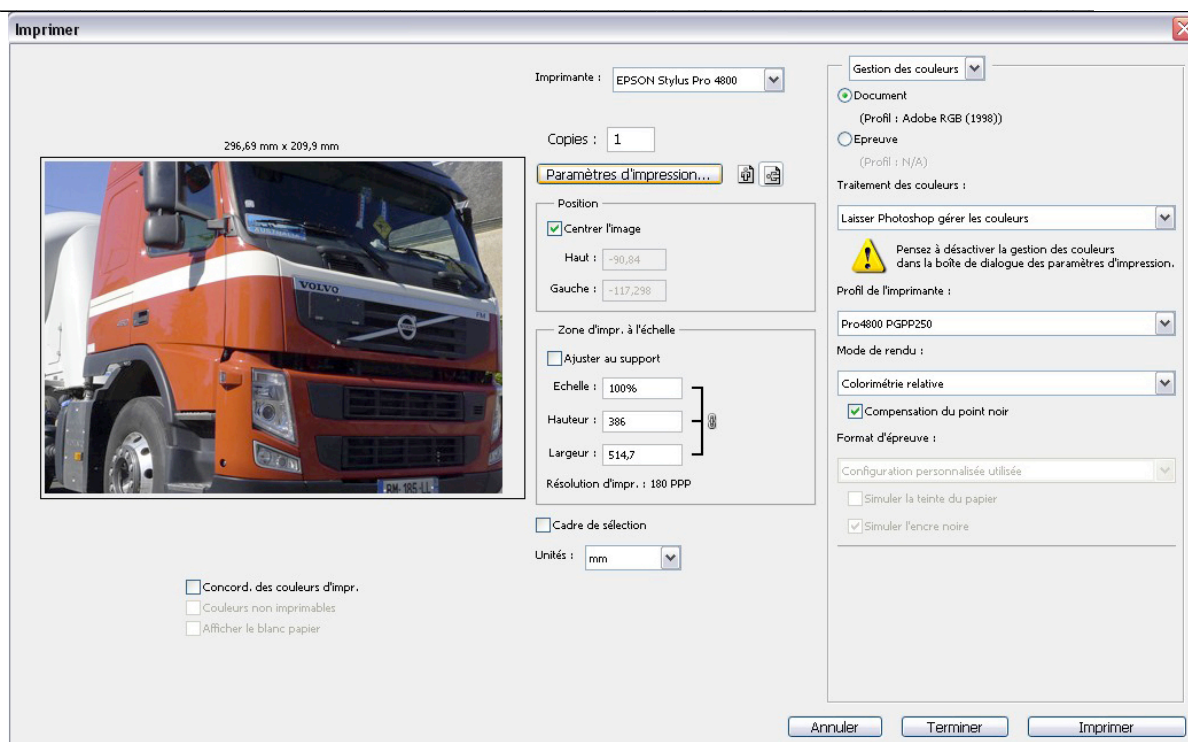 Imprimer
296,69 mm x 209,9 mm
AUSTRALIA
VOLVO
FM
BM-185-LL
Concord. des couleurs d'impr.
Couleurs non imprimables
Afficher le blanc papier
Imprimante :
EPSON Stylus Pro 4800
Copies :
1
Paramètres d'impression...
Position
Centrer l'image
Haut :
-90,84
Gauche :
-117,298
Zone d'impr. à l'échelle
Ajuster au support
Echelle :
100%
Hauteur :
386
Largeur :
514,7
Résolution d'impr. : 180 PPP
Cadre de sélection
Unités :
mm
Gestion des couleurs
Document
(Profil : Adobe RGB (1998))
Epreuve
(Profil : N/A)
Traitement des couleurs :
Laisser Photoshop gérer les couleurs
Pensez à désactiver la gestion des couleurs
dans la boîte de dialogue des paramètres d'impression.
Profil de l'imprimante :
Pro4800 PGPP250
Mode de rendu :
Colorimétrie relative
Compensation du point noir
Format d'épreuve :
Configuration personnalisée utilisée
Simuler la teinte du papier
Simuler l'encre noire
Annuler
Terminer
Imprimer